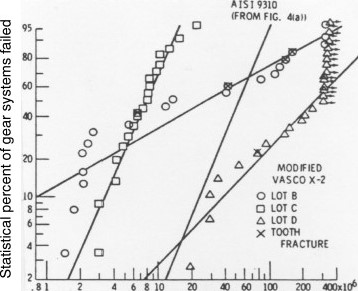 AISI 9310
(FROM FIG. 4(a))
Statistical percent of gear systems failed
95
80
60
40
20
10
8
6
4
2
MODIFIED
VASCO X-2
LOT B
LOT C
LOT D
TOOTH
FRACTURE
.8 1 2 4 6 8 10 20 40 60 100 200 400x10⁶